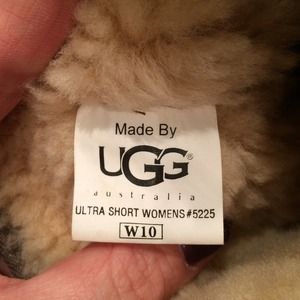 Made By
UGG®
australia
ULTRA SHORT WOMENS #5225
W10